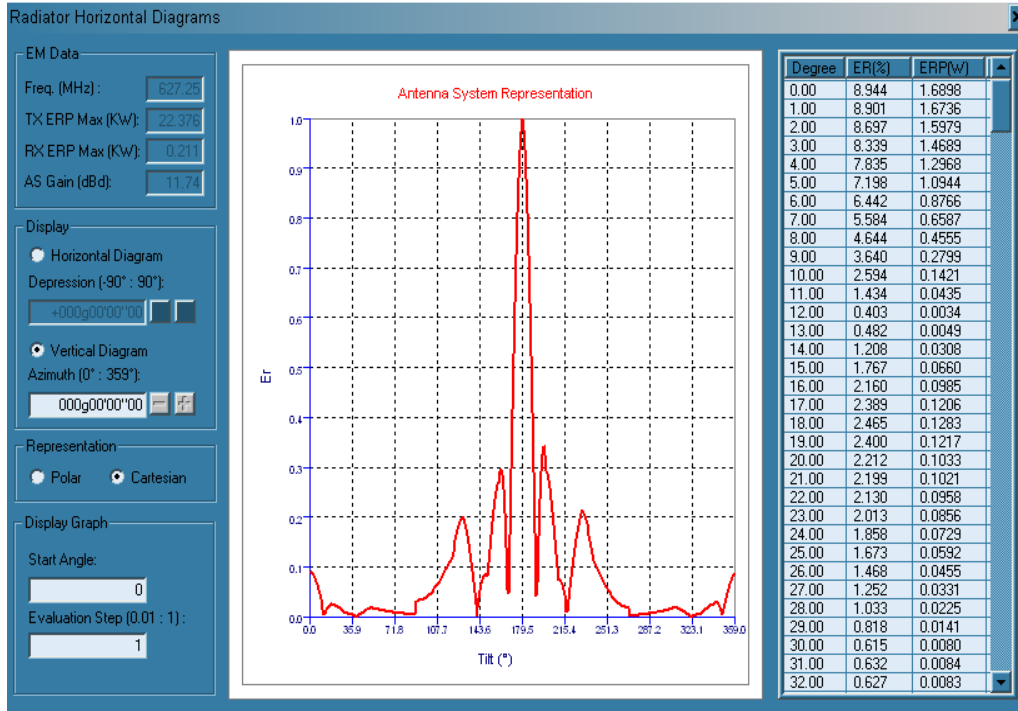 Radiator Horizontal Diagrams
EM Data
Freq. (MHz) : 627.25
TX ERP Max (KW): 22.376
RX ERP Max (KW): 0.211
AS Gain (dBd): 11.74
Display
Horizontal Diagram
Depression (-90° : 90°):
+000g00'00"00
Vertical Diagram
Azimuth (0° : 359°):
000g00'00"00
Representation
Polar Cartesian
Display Graph
Start Angle:
0
Evaluation Step (0.01 : 1) :
1
Antenna System Representation
1.0
0.9
0.8
0.7
0.6
0.5
Er
0.4
0.3
0.2
0.1
0.0
0.0 35.9 71.8 107.7 143.6 179.5 215.4 251.3 287.2 323.1 359.0
Tilt (°)
Degree ER(%) ERP(W)
0.00 8.944 1.6898
1.00 8.901 1.6736
2.00 8.697 1.5979
3.00 8.339 1.4689
4.00 7.835 1.2968
5.00 7.198 1.0944
6.00 6.442 0.8766
7.00 5.584 0.6587
8.00 4.644 0.4555
9.00 3.640 0.2799
10.00 2.594 0.1421
11.00 1.434 0.0435
12.00 0.403 0.0034
13.00 0.482 0.0049
14.00 1.208 0.0308
15.00 1.767 0.0660
16.00 2.160 0.0985
17.00 2.389 0.1206
18.00 2.465 0.1283
19.00 2.400 0.1217
20.00 2.212 0.1033
21.00 2.199 0.1021
22.00 2.130 0.0958
23.00 2.013 0.0856
24.00 1.858 0.0729
25.00 1.673 0.0592
26.00 1.468 0.0455
27.00 1.252 0.0331
28.00 1.033 0.0225
29.00 0.818 0.0141
30.00 0.615 0.0080
31.00 0.632 0.0084
32.00 0.627 0.0083